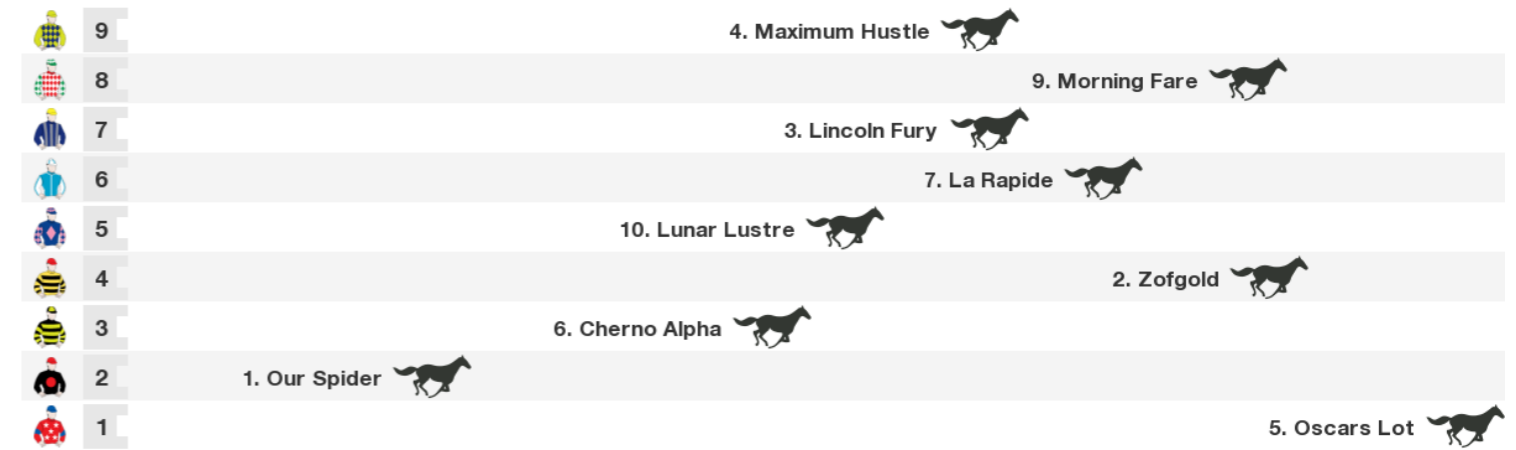 9 4. Maximum Hustle
8 9. Morning Fare
7 3. Lincoln Fury
6 7. La Rapide
5 10. Lunar Lustre
4 2. Zofgold
3 6. Cherno Alpha
2 1. Our Spider
1 5. Oscars Lot